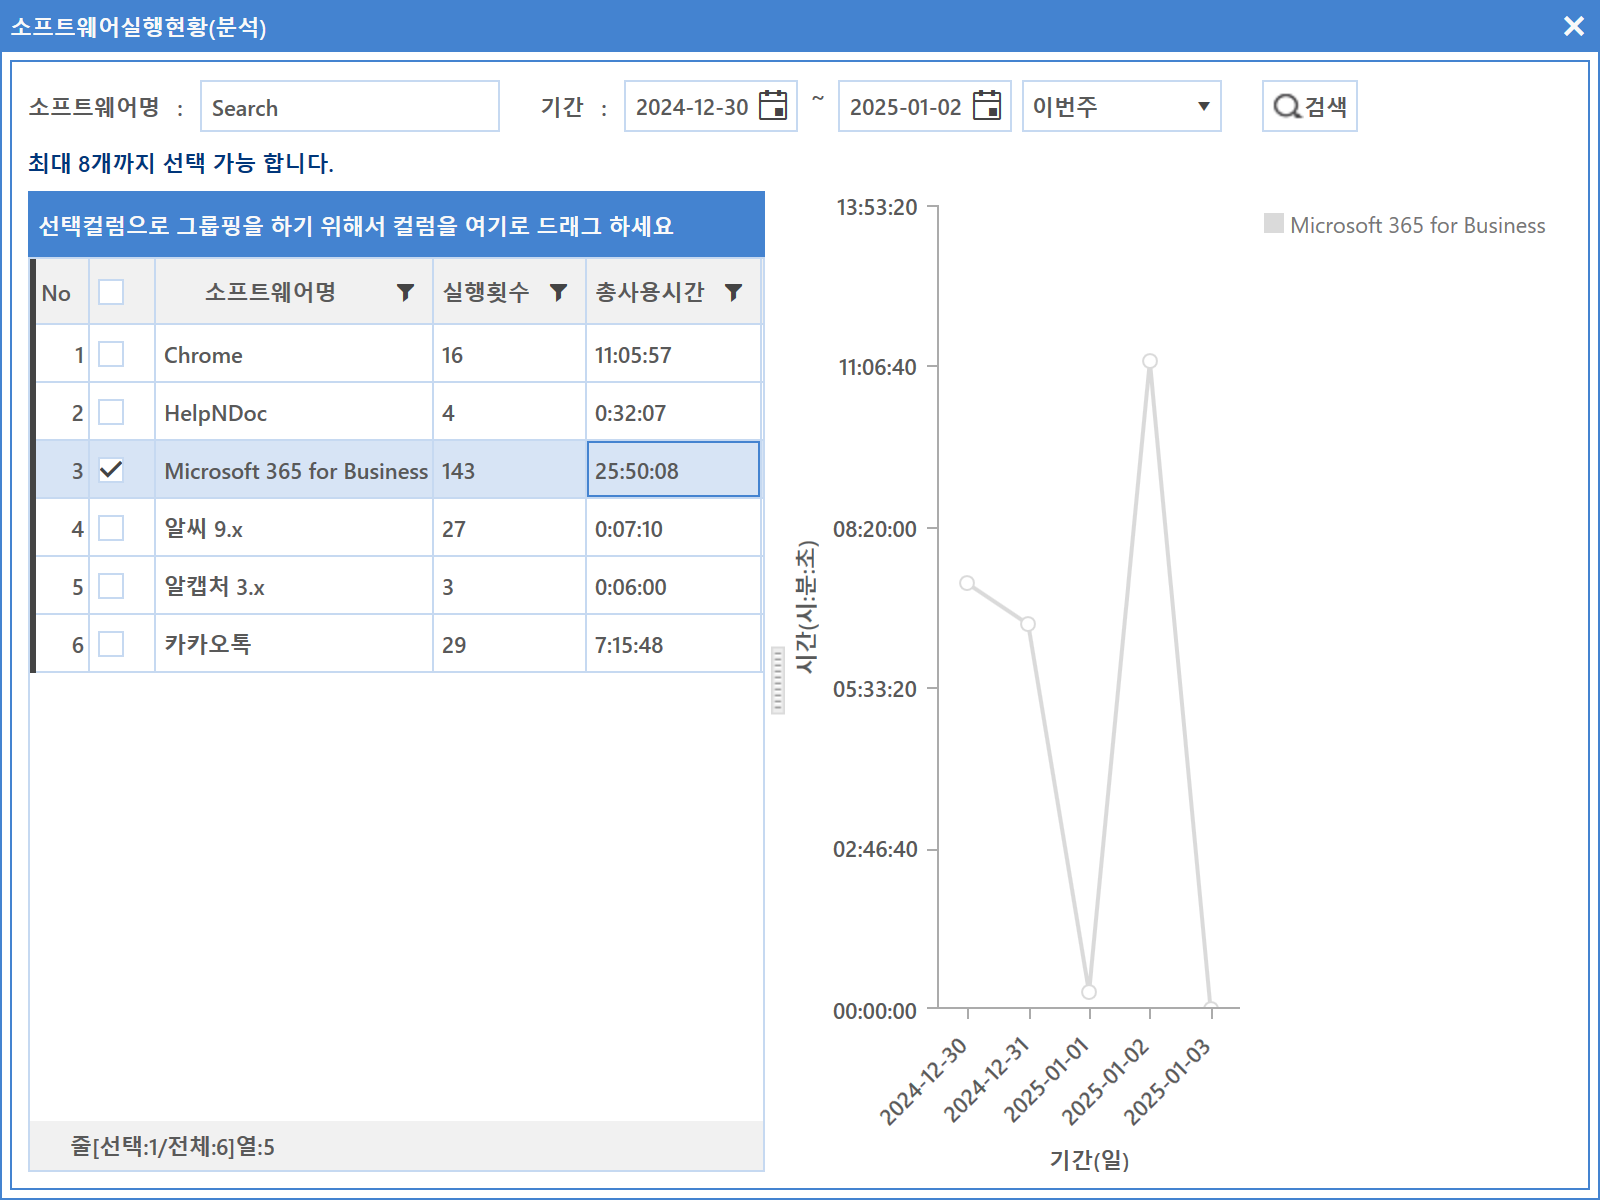 소프트웨어실행현황(분석)
소프트웨어명 : Search 기간 : 2024-12-30 ~ 2025-01-02 이번주 검색
최대 8개까지 선택 가능 합니다.
선택컬럼으로 그룹핑을 하기 위해서 컬럼을 여기로 드래그 하세요
No 소프트웨어명 실행횟수 총사용시간
1 Chrome 16 11:05:57
2 HelpNDoc 4 0:32:07
3 Microsoft 365 for Business 143 25:50:08
4 알씨 9.x 27 0:07:10
5 알캡처 3.x 3 0:06:00
6 카카오톡 29 7:15:48
줄[선택:1/전체:6]열:5
Microsoft 365 for Business
시간(시:분:초)
13:53:20
11:06:40
08:20:00
05:33:20
02:46:40
00:00:00
2024-12-30
2024-12-31
2025-01-01
2025-01-02
2025-01-03
기간(일)